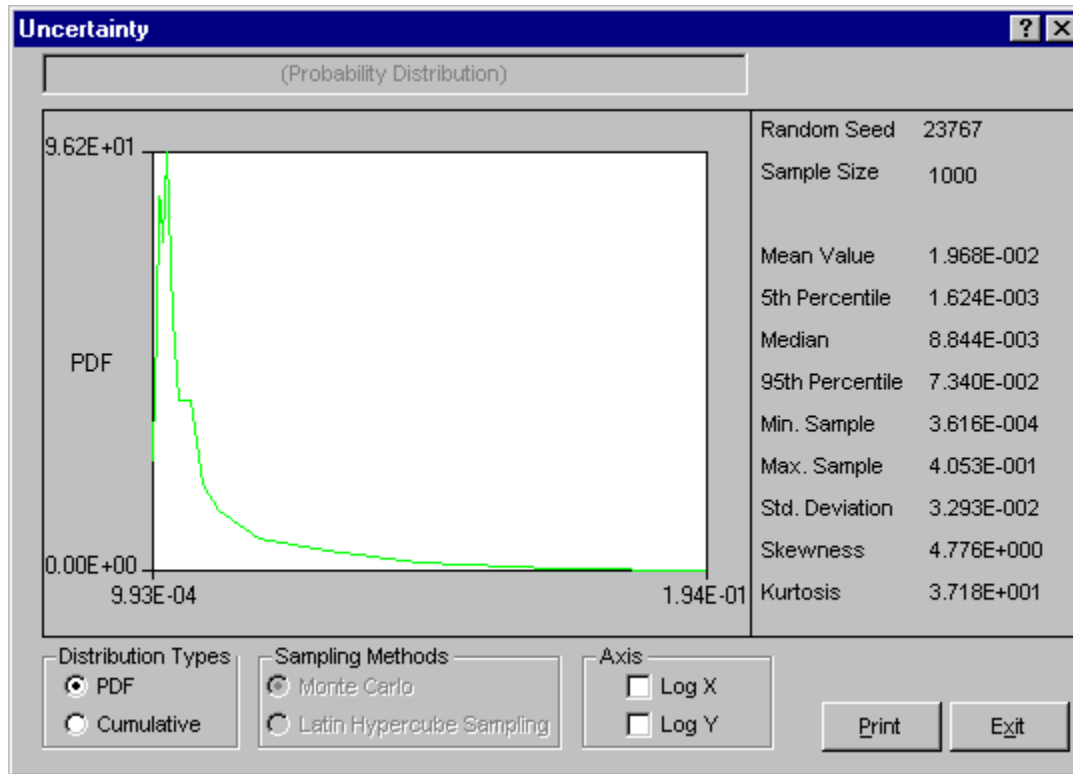 Uncertainty
(Probability Distribution)
9.62E+01
PDF
0.00E+00
9.93E-04
1.94E-01
Random Seed 23767
Sample Size 1000
Mean Value 1.968E-002
5th Percentile 1.624E-003
Median 8.844E-003
95th Percentile 7.340E-002
Min. Sample 3.616E-004
Max. Sample 4.053E-001
Std. Deviation 3.293E-002
Skewness 4.776E+000
Kurtosis 3.718E+001
Distribution Types
PDF
Cumulative
Sampling Methods
Monte Carlo
Latin Hypercube Sampling
Axis
Log X
Log Y
Print
Exit